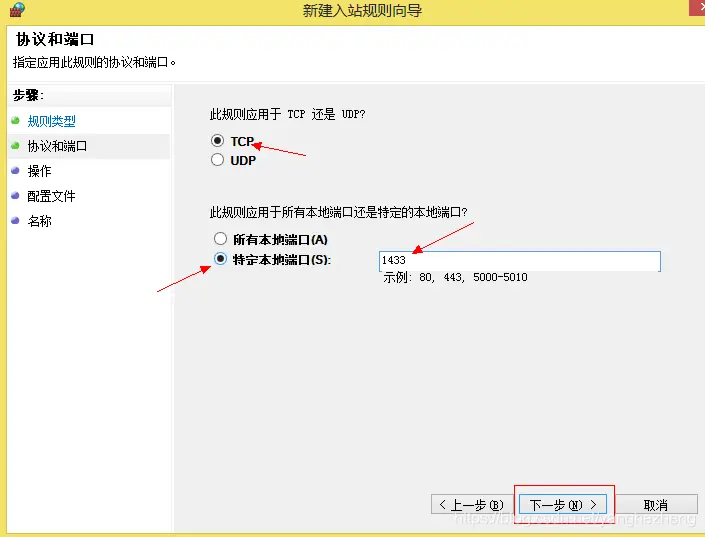 新建入站规则向导
协议和端口
指定应用此规则的协议和端口。
步骤:
规则类型
协议和端口
操作
配置文件
名称
此规则应用于 TCP 还是 UDP?
TCP
UDP
此规则应用于所有本地端口还是特定的本地端口?
所有本地端口(A)
特定本地端口(S):
1433
示例: 80, 443, 5000-5010
< 上一步(B)
下一步(N) >
取消
https://blog.csdn.net/yanghezheng